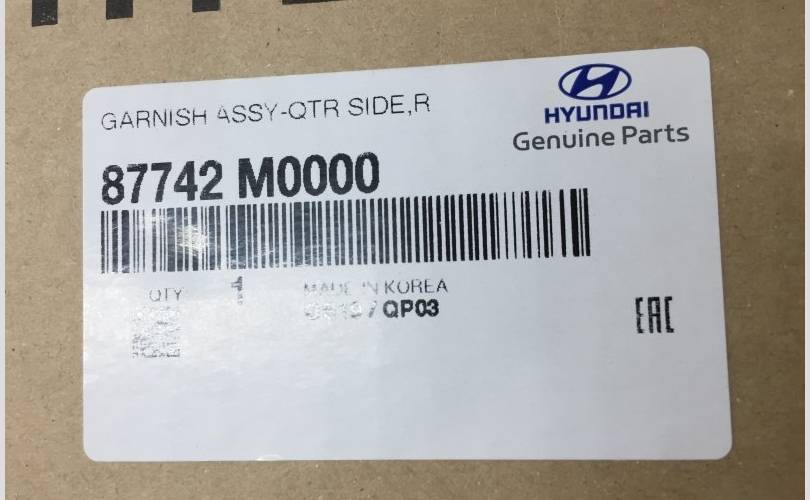 GARNISH ASSY-QTR SIDE,R
HYUNDAI
Genuine Parts
87742 M0000
QTY 1
MADE IN KOREA
QP03
EAC